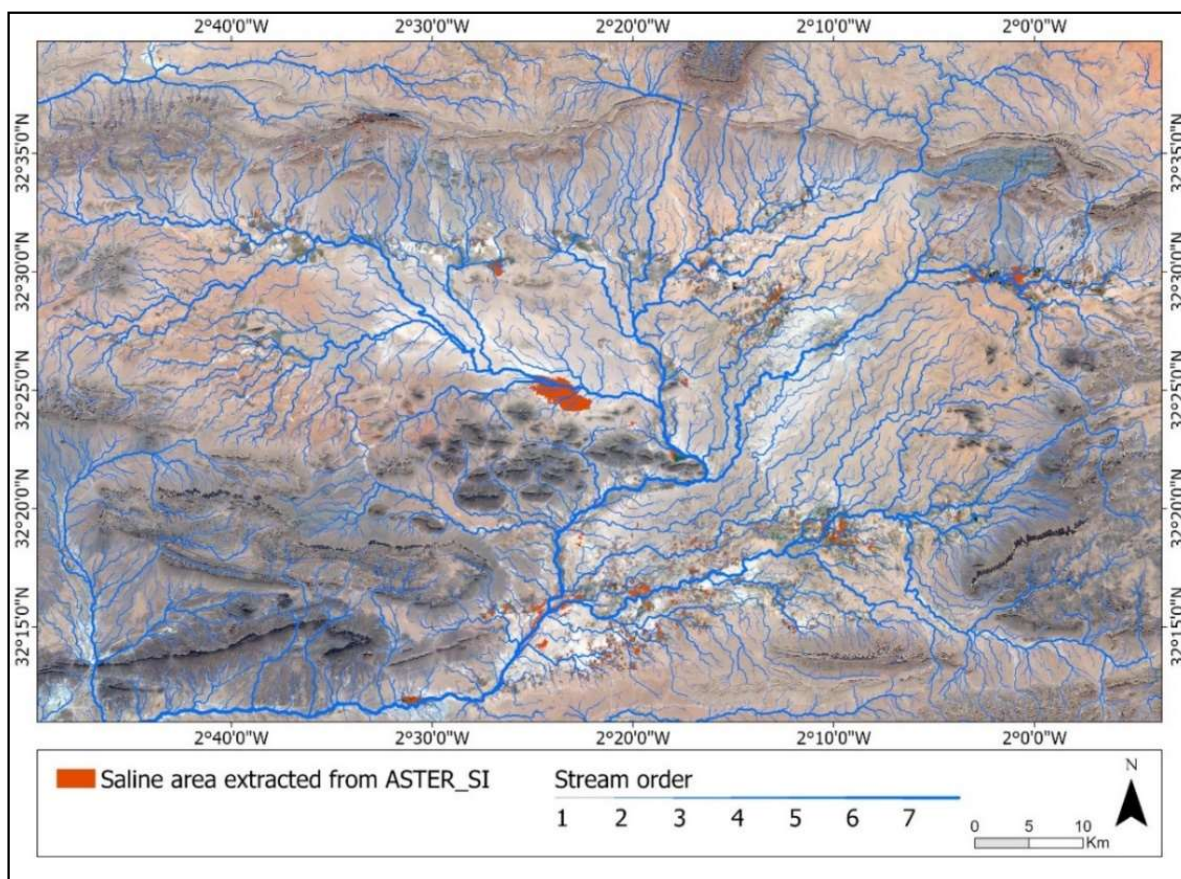 2°40'0"W 2°30'0"W 2°20'0"W 2°10'0"W 2°0'0"W
32°35'0"N 32°35'0"N
32°30'0"N 32°30'0"N
32°25'0"N 32°25'0"N
32°20'0"N 32°20'0"N
32°15'0"N 32°15'0"N
2°40'0"W 2°30'0"W 2°20'0"W 2°10'0"W 2°0'0"W
Saline area extracted from ASTER_SI
Stream order
1 2 3 4 5 6 7
N
0 5 10
Km